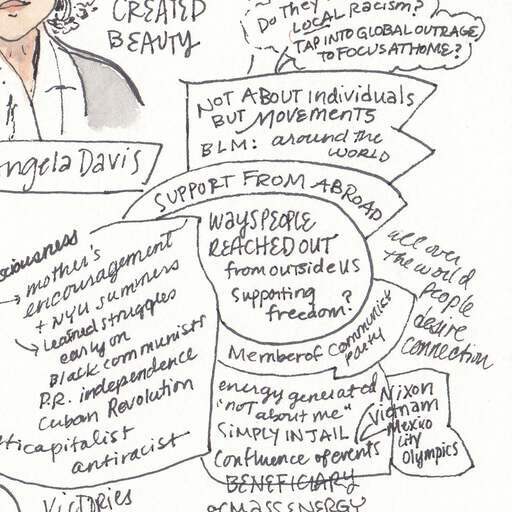 CREATED
BEAUTY
Do They
LOCAL RACISM?
TAP INTO GLOBAL OUTRAGE
TO FOCUS AT HOME?
NOT ABOUT individuals
BUT MOVEMENTS
BLM: around the
WORLD
Angela Davis
SUPPORT FROM ABROAD
WAYS PEOPLE
REACHED OUT
from outside US
supporting
freedom?
all over
the world
people
desire
connection
Member of Communist
Party
mother's
encouragement
+ NYU summers
Learned struggles
early on
Black communists
P.R. independence
Cuban Revolution
anticapitalist
antiracist
energy generated
"not about me"
SIMPLY IN JAIL
Confluence of events
BENEFICIARY
of MASS ENERGY
Nixon
Vietnam
Mexico
City
Olympics
VICTORIES